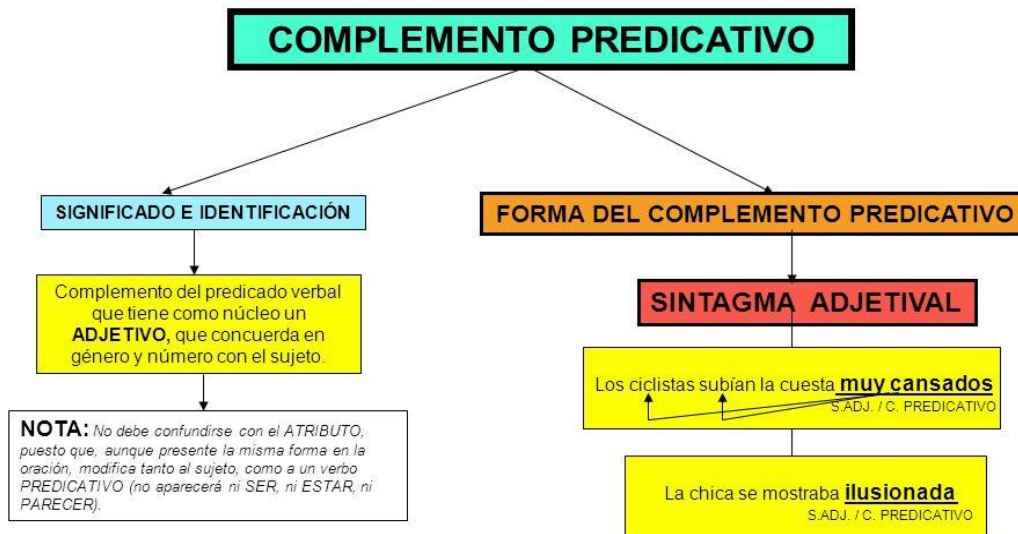 COMPLEMENTO PREDICATIVO
SIGNIFICADO E IDENTIFICACIÓN
Complemento del predicado verbal
que tiene como núcleo un
ADJETIVO, que concuerda en
género y número con el sujeto.
NOTA: No debe confundirse con el ATRIBUTO,
puesto que, aunque presente la misma forma en la
oración, modifica tanto al sujeto, como a un verbo
PREDICATIVO (no aparecerá ni SER, ni ESTAR, ni
PARECER).
FORMA DEL COMPLEMENTO PREDICATIVO
SINTAGMA ADJETIVAL
Los ciclistas subían la cuesta muy cansados
S.ADJ. / C. PREDICATIVO
La chica se mostraba ilusionada
S.ADJ. / C. PREDICATIVO